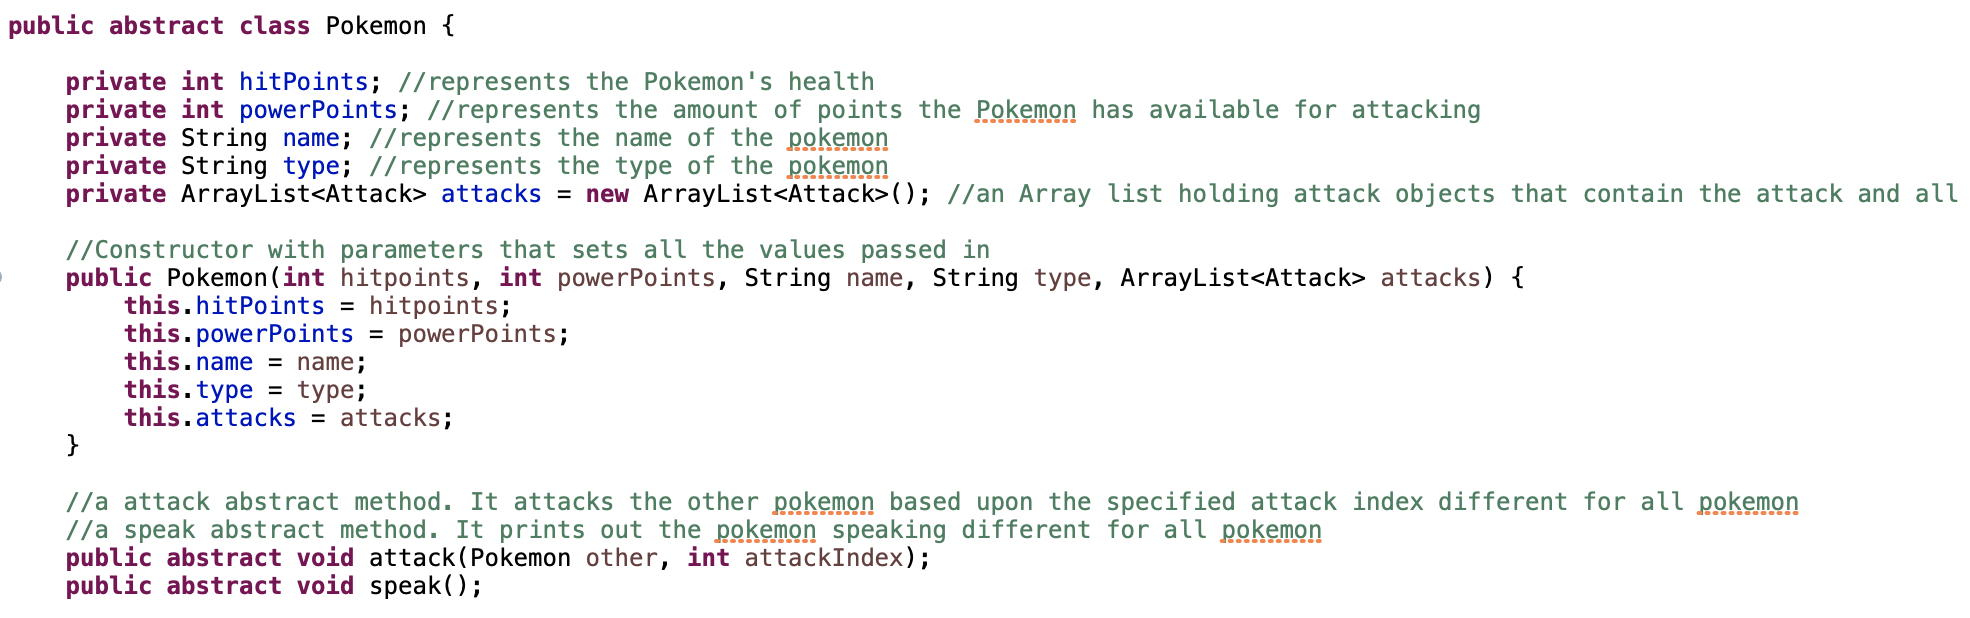 public abstract class Pokemon {
private int hitPoints; //represents the Pokemon's health
private int powerPoints; //represents the amount of points the Pokemon has available for attacking
private String name; //represents the name of the pokemon
private String type; //represents the type of the pokemon
private ArrayList<Attack> attacks = new ArrayList<Attack>(); //an Array list holding attack objects that contain the attack and all
//Constructor with parameters that sets all the values passed in
public Pokemon(int hitpoints, int powerPoints, String name, String type, ArrayList<Attack> attacks) {
this.hitPoints = hitpoints;
this.powerPoints = powerPoints;
this.name = name;
this.type = type;
this.attacks = attacks;
}
//a attack abstract method. It attacks the other pokemon based upon the specified attack index different for all pokemon
//a speak abstract method. It prints out the pokemon speaking different for all pokemon
public abstract void attack(Pokemon other, int attackIndex);
public abstract void speak();